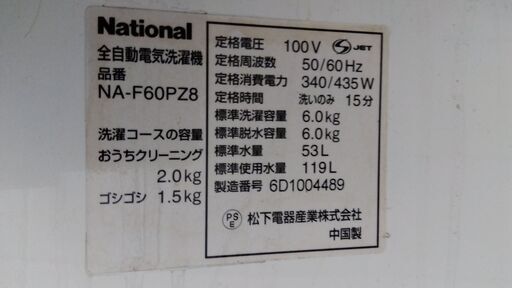 National
全自動電気洗濯機
品番
NA-F60PZ8
洗濯コースの容量
おうちクリーニング
2.0kg
ゴシゴシ 1.5kg
定格電圧 100V S JET
定格周波数 50/60Hz
定格消費電力 340/435W
定格時間 洗いのみ 15分
標準洗濯容量 6.0kg
標準脱水容量 6.0kg
標準水量 53L
標準使用水量 119L
製造番号 6D1004489
PS
E
松下電器産業株式会社
中国製